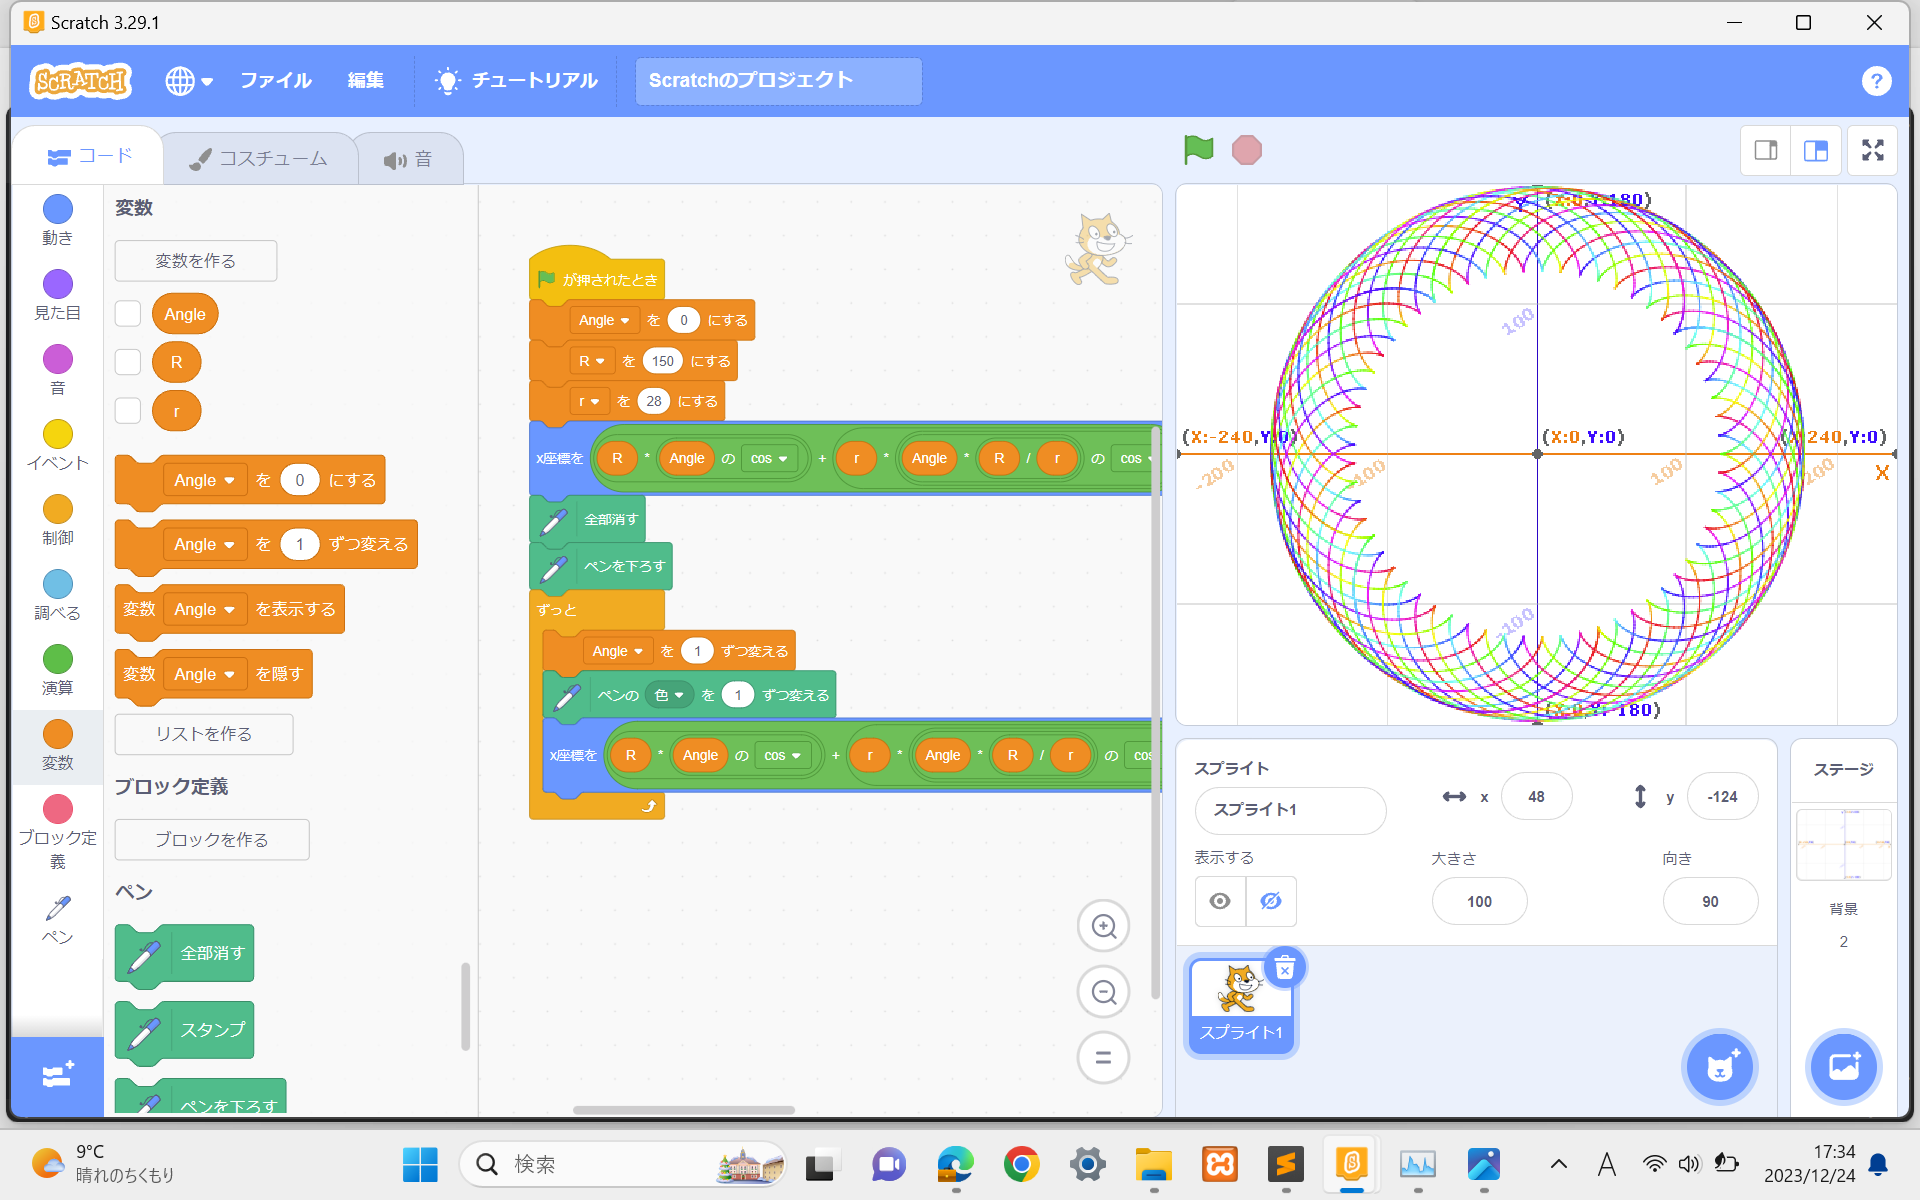 Scratch 3.29.1
SCRATCH
ファイル
編集
チュートリアル
Scratchのプロジェクト
?
コード
コスチューム
音
動き
見た目
音
イベント
制御
調べる
演算
変数
ブロック定
義
ペン
変数
変数を作る
Angle
R
r
Angle を 0 にする
Angle を 1 ずつ変える
変数 Angle を表示する
変数 Angle を隠す
リストを作る
ブロック定義
ブロックを作る
ペン
全部消す
スタンプ
ペンを下ろす
が押されたとき
Angle を 0 にする
R を 150 にする
r を 28 にする
x座標を R * Angle の cos + r * Angle * R / r の cos
全部消す
ペンを下ろす
ずっと
Angle を 1 ずつ変える
ペンの 色 を 1 ずつ変える
x座標を R * Angle の cos + r * Angle * R / r の cos
100
(X:-240,Y:0)
(X:0,Y:0)
240,Y:0)
-200
100
200
X
-100
スプライト
スプライト1
x
48
y
-124
表示する
大きさ
100
向き
90
スプライト1
ステージ
背景
2
9°C
晴れのちくもり
検索
A
17:34
2023/12/24